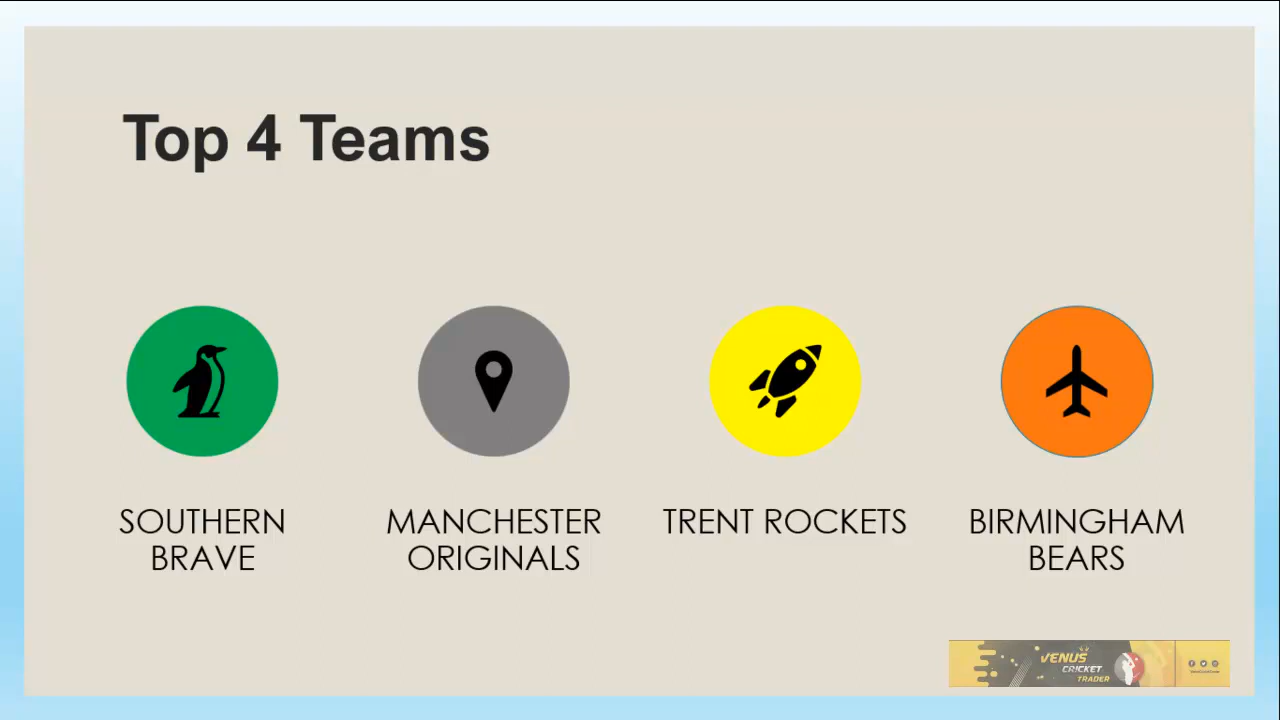 Top 4 Teams
SOUTHERN
BRAVE
MANCHESTER
ORIGINALS
TRENT ROCKETS
BIRMINGHAM
BEARS
VENUS
CRICKET
TRADER